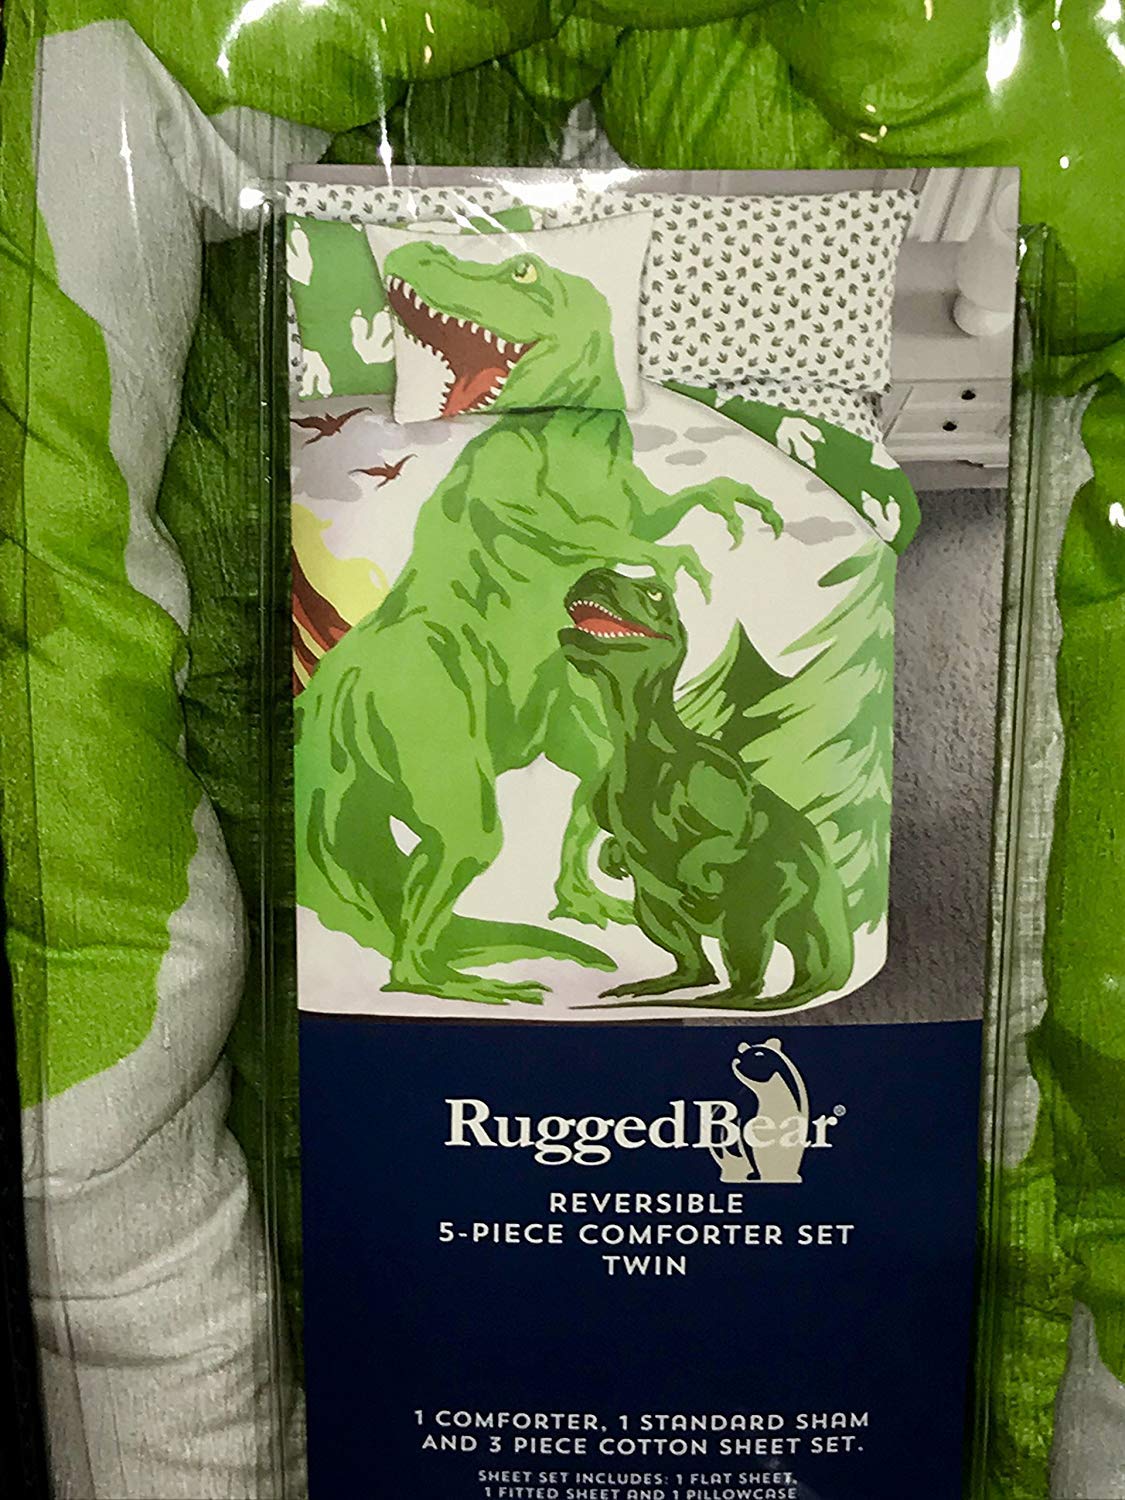 RuggedBear®
REVERSIBLE
5-PIECE COMFORTER SET
TWIN
1 COMFORTER, 1 STANDARD SHAM
AND 3 PIECE COTTON SHEET SET.
SHEET SET INCLUDES: 1 FLAT SHEET,
1 FITTED SHEET AND 1 PILLOWCASE